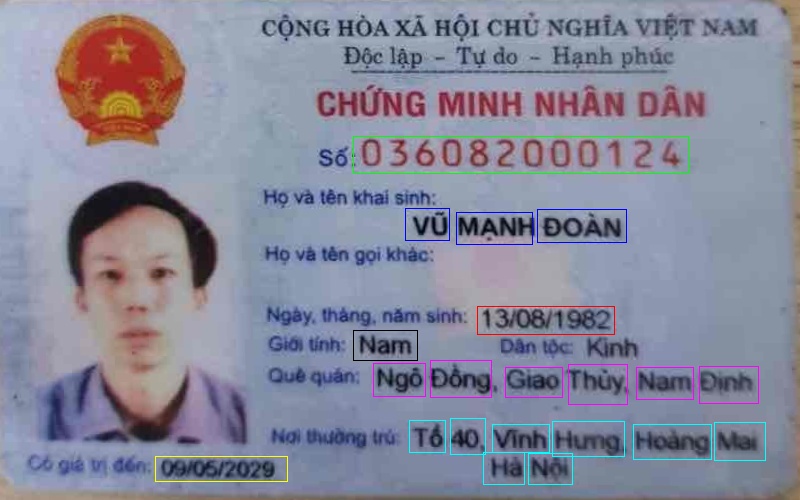 CỘNG HÒA XÃ HỘI CHỦ NGHĨA VIỆT NAM
Độc lập - Tự do - Hạnh phúc
CHỨNG MINH NHÂN DÂN
Số: 036082000124
Họ và tên khai sinh:
VŨ MẠNH ĐOÀN
Họ và tên gọi khác:
Ngày, tháng, năm sinh: 13/08/1982
Giới tính: Nam Dân tộc: Kinh
Quê quán: Ngô Đồng, Giao Thủy, Nam Định
Nơi thường trú: Tổ 40, Vĩnh Hưng, Hoàng Mai
Hà Nội
Có giá trị đến: 09/05/2029